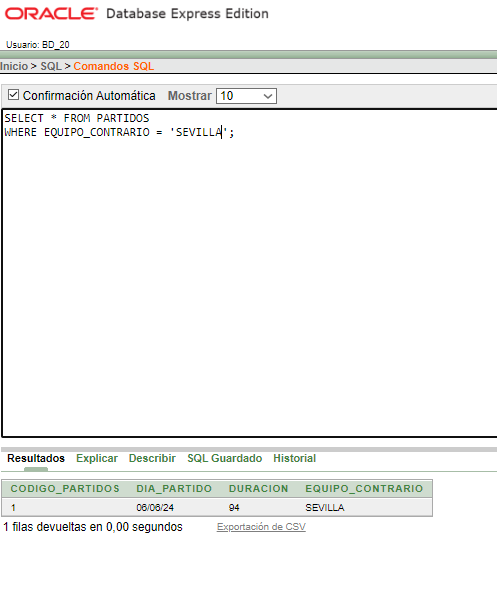 ORACLE® Database Express Edition
Usuario: BD_20
Inicio > SQL > Comandos SQL
Confirmación Automática Mostrar 10
SELECT * FROM PARTIDOS
WHERE EQUIPO_CONTRARIO = 'SEVILLA';
Resultados Explicar Describir SQL Guardado Historial
CODIGO_PARTIDOS DIA_PARTIDO DURACION EQUIPO_CONTRARIO
1 06/06/24 94 SEVILLA
1 filas devueltas en 0,00 segundos Exportación de CSV